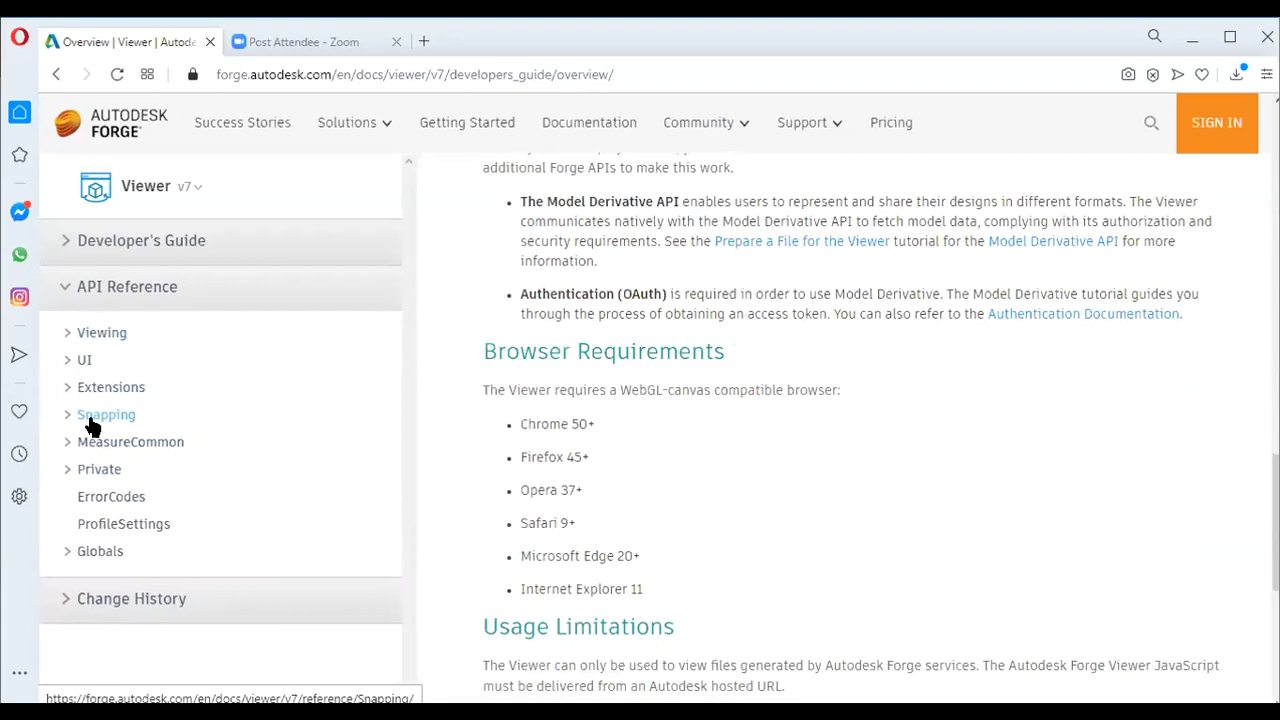 Overview | Viewer | Autode
Post Attendee - Zoom
forge.autodesk.com/en/docs/viewer/v7/developers_guide/overview/
AUTODESK
FORGE
Success Stories
Solutions
Getting Started
Documentation
Community
Support
Pricing
SIGN IN
Viewer v7
Developer's Guide
API Reference
Viewing
UI
Extensions
Snapping
MeasureCommon
Private
ErrorCodes
ProfileSettings
Globals
Change History
additional Forge APIs to make this work.
The Model Derivative API enables users to represent and share their designs in different formats. The Viewer
communicates natively with the Model Derivative API to fetch model data, complying with its authorization and
security requirements. See the Prepare a File for the Viewer tutorial for the Model Derivative API for more
information.
Authentication (OAuth) is required in order to use Model Derivative. The Model Derivative tutorial guides you
through the process of obtaining an access token. You can also refer to the Authentication Documentation.
Browser Requirements
The Viewer requires a WebGL-canvas compatible browser:
Chrome 50+
Firefox 45+
Opera 37+
Safari 9+
Microsoft Edge 20+
Internet Explorer 11
Usage Limitations
The Viewer can only be used to view files generated by Autodesk Forge services. The Autodesk Forge Viewer JavaScript
must be delivered from an Autodesk hosted URL.
https://forge.autodesk.com/en/docs/viewer/v7/reference/Snapping/